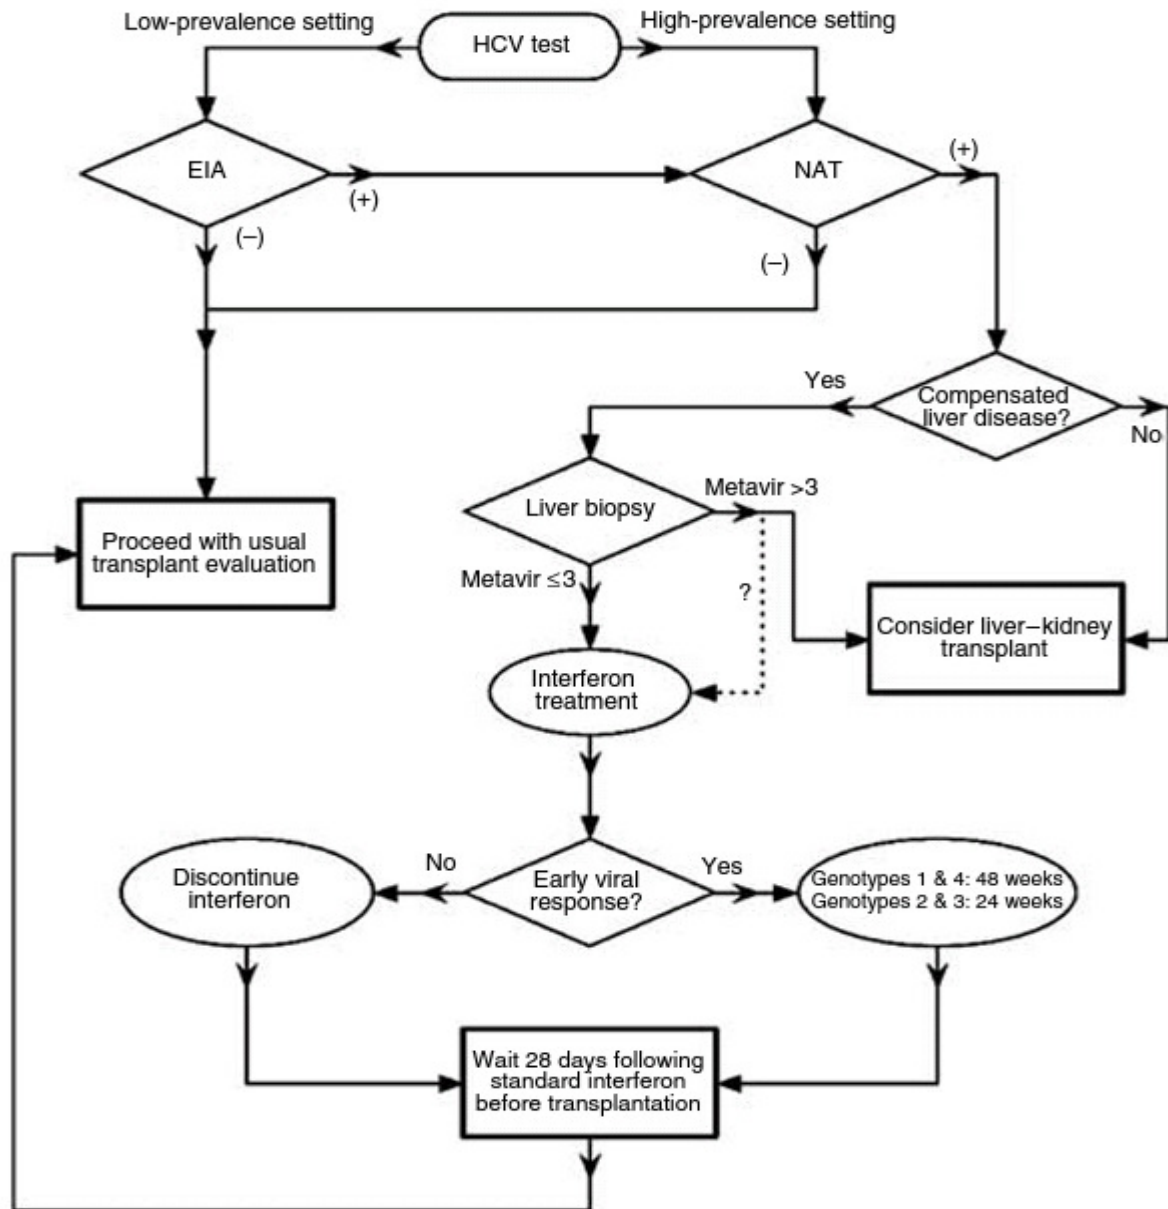 Low-prevalence setting
HCV test
High-prevalence setting
EIA
(+)
(–)
NAT
(+)
(–)
Compensated
liver disease?
Yes
No
Liver biopsy
Metavir >3
Metavir ≤3
?
Proceed with usual
transplant evaluation
Consider liver–kidney
transplant
Interferon
treatment
Early viral
response?
No
Yes
Discontinue
interferon
Genotypes 1 & 4: 48 weeks
Genotypes 2 & 3: 24 weeks
Wait 28 days following
standard interferon
before transplantation